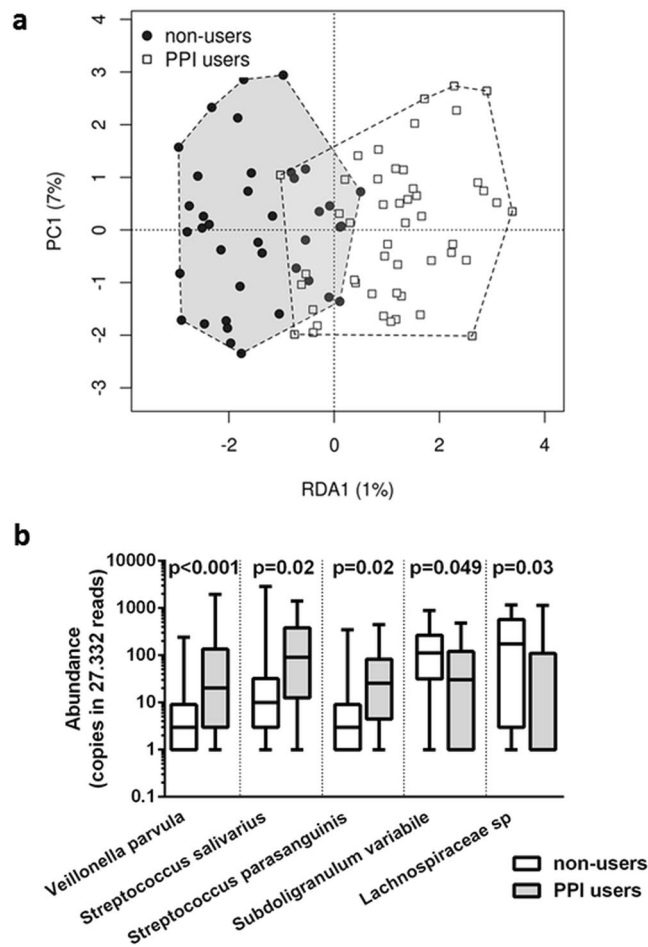 a
non-users
PPI users
4
3
2
1
0
-1
-2
-3
PC1 (7%)
-2 0 2 4
RDA1 (1%)
b
p<0.001 p=0.02 p=0.02 p=0.049 p=0.03
10000
1000
100
10
1
0.1
Abundance
(copies in 27.332 reads)
Veillonella parvula
Streptococcus salivarius
Streptococcus parasanguinis
Subdoligranulum variabile
Lachnospiraceae sp
non-users
PPI users